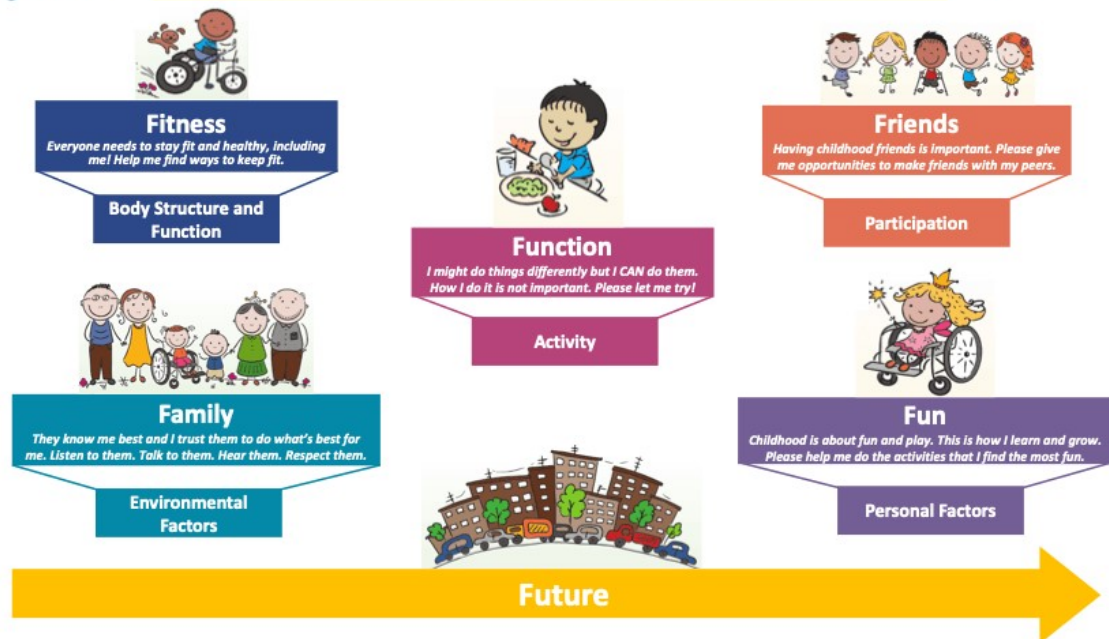 Fitness
Everyone needs to stay fit and healthy, including
me! Help me find ways to keep fit.
Body Structure and
Function
Friends
Having childhood friends is important. Please give
me opportunities to make friends with my peers.
Participation
Function
I might do things differently but I CAN do them.
How I do it is not important. Please let me try!
Activity
Family
They know me best and I trust them to do what's best for
me. Listen to them. Talk to them. Hear them. Respect them.
Environmental
Factors
Fun
Childhood is about fun and play. This is how I learn and grow.
Please help me do the activities that I find the most fun.
Personal Factors
Future